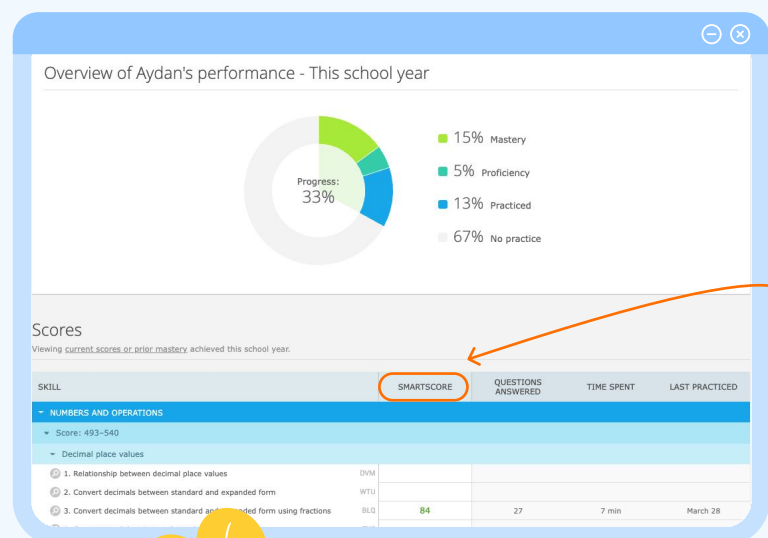 Overview of Aydan's performance - This school year
Progress:
33%
15% Mastery
5% Proficiency
13% Practiced
67% No practice
Scores
Viewing current scores or prior mastery achieved this school year.
SKILL SMARTSCORE QUESTIONS ANSWERED TIME SPENT LAST PRACTICED
NUMBERS AND OPERATIONS
Score: 493–540
Decimal place values
1. Relationship between decimal place values DVM
2. Convert decimals between standard and expanded form WTU
3. Convert decimals between standard and expanded form using fractions BLQ 84 27 7 min March 28